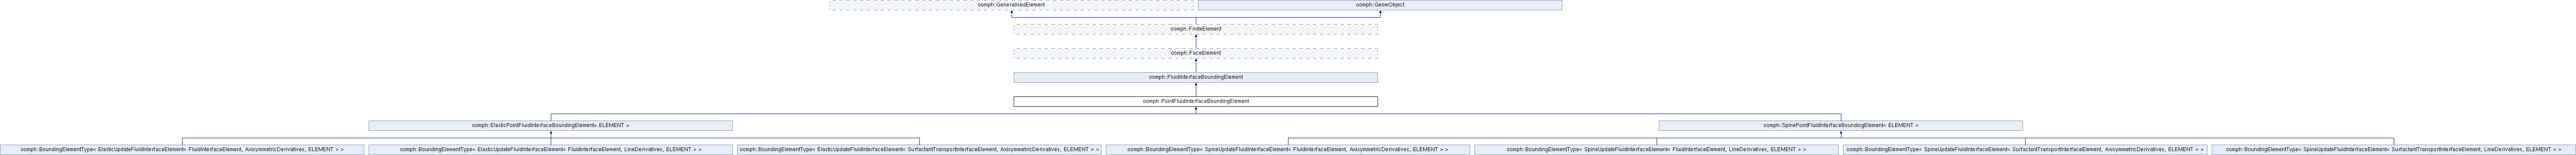 oomph::GeneralisedElement
oomph::GeomObject
oomph::FiniteElement
oomph::FaceElement
oomph::FluidInterfaceBoundingElement
oomph::PointFluidInterfaceBoundingElement
oomph::ElasticPointFluidInterfaceBoundingElement< ELEMENT >
oomph::SpinePointFluidInterfaceBoundingElement< ELEMENT >
oomph::BoundingElementType< ElasticUpdateFluidInterfaceElement< FluidInterfaceElement, AxisymmetricDerivatives, ELEMENT > >
oomph::BoundingElementType< ElasticUpdateFluidInterfaceElement< FluidInterfaceElement, LineDerivatives, ELEMENT > >
oomph::BoundingElementType< ElasticUpdateFluidInterfaceElement< SurfactantTransportInterfaceElement, AxisymmetricDerivatives, ELEMENT > >
oomph::BoundingElementType< SpineUpdateFluidInterfaceElement< FluidInterfaceElement, AxisymmetricDerivatives, ELEMENT > >
oomph::BoundingElementType< SpineUpdateFluidInterfaceElement< FluidInterfaceElement, LineDerivatives, ELEMENT > >
oomph::BoundingElementType< SpineUpdateFluidInterfaceElement< SurfactantTransportInterfaceElement, AxisymmetricDerivatives, ELEMENT > >
oomph::BoundingElementType< SpineUpdateFluidInterfaceElement< SurfactantTransportInterfaceElement, LineDerivatives, ELEMENT > >